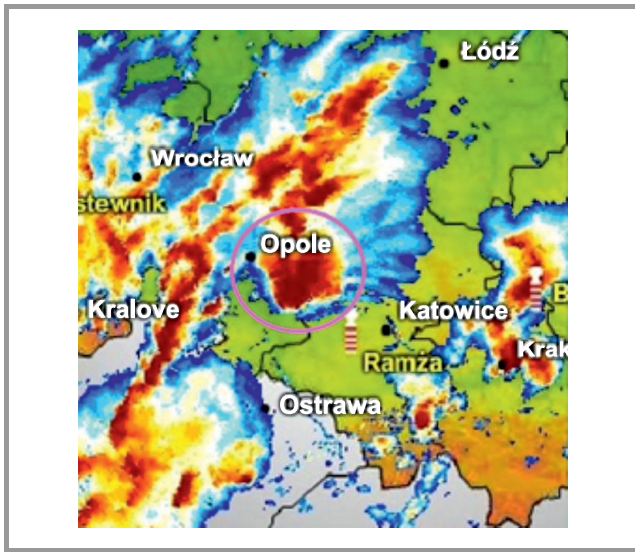 Łódź
Wrocław
stewnik
Opole
Kralove
Katowice
B
Krak
Ramża
Ostrawa